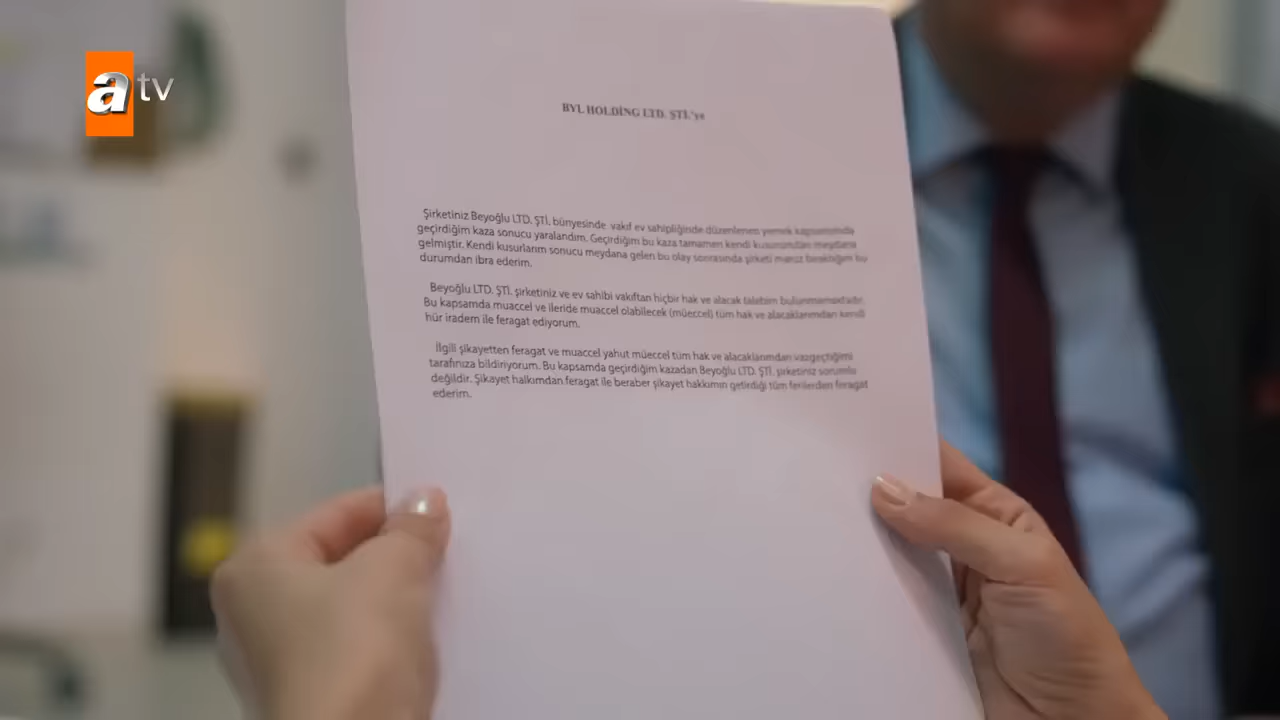 atv
BYL HOLDİNG LTD. ŞTİ.'ye
Şirketiniz Beyoğlu LTD. ŞTİ. bünyesinde vakıf ev sahipliğinde düzenlenen yemek kapsamında
geçirdiğim kaza sonucu yaralandım. Geçirdiğim bu kaza tamamen kendi kusurumdan meydana
gelmiştir. Kendi kusurlarım sonucu meydana gelen bu olay sonrasında şirketi maruz bıraktığım bu
durumdan ibra ederim.
Beyoğlu LTD. ŞTİ. şirketiniz ve ev sahibi vakıftan hiçbir hak ve alacak talebim bulunmamaktadır.
Bu kapsamda muaccel ve ileride muaccel olabilecek (müeccel) tüm hak ve alacaklarımdan kendi
hür iradem ile feragat ediyorum.
İlgili şikayetten feragat ve muaccel yahut müeccel tüm hak ve alacaklarımdan vazgeçtiğimi
tarafınıza bildiriyorum. Bu kapsamda geçirdiğim kazadan Beyoğlu LTD. ŞTİ. şirketiniz sorumlu
değildir. Şikayet halkımdan feragat ile beraber şikayet hakkımın getirdiği tüm ferilerden feragat
ederim.